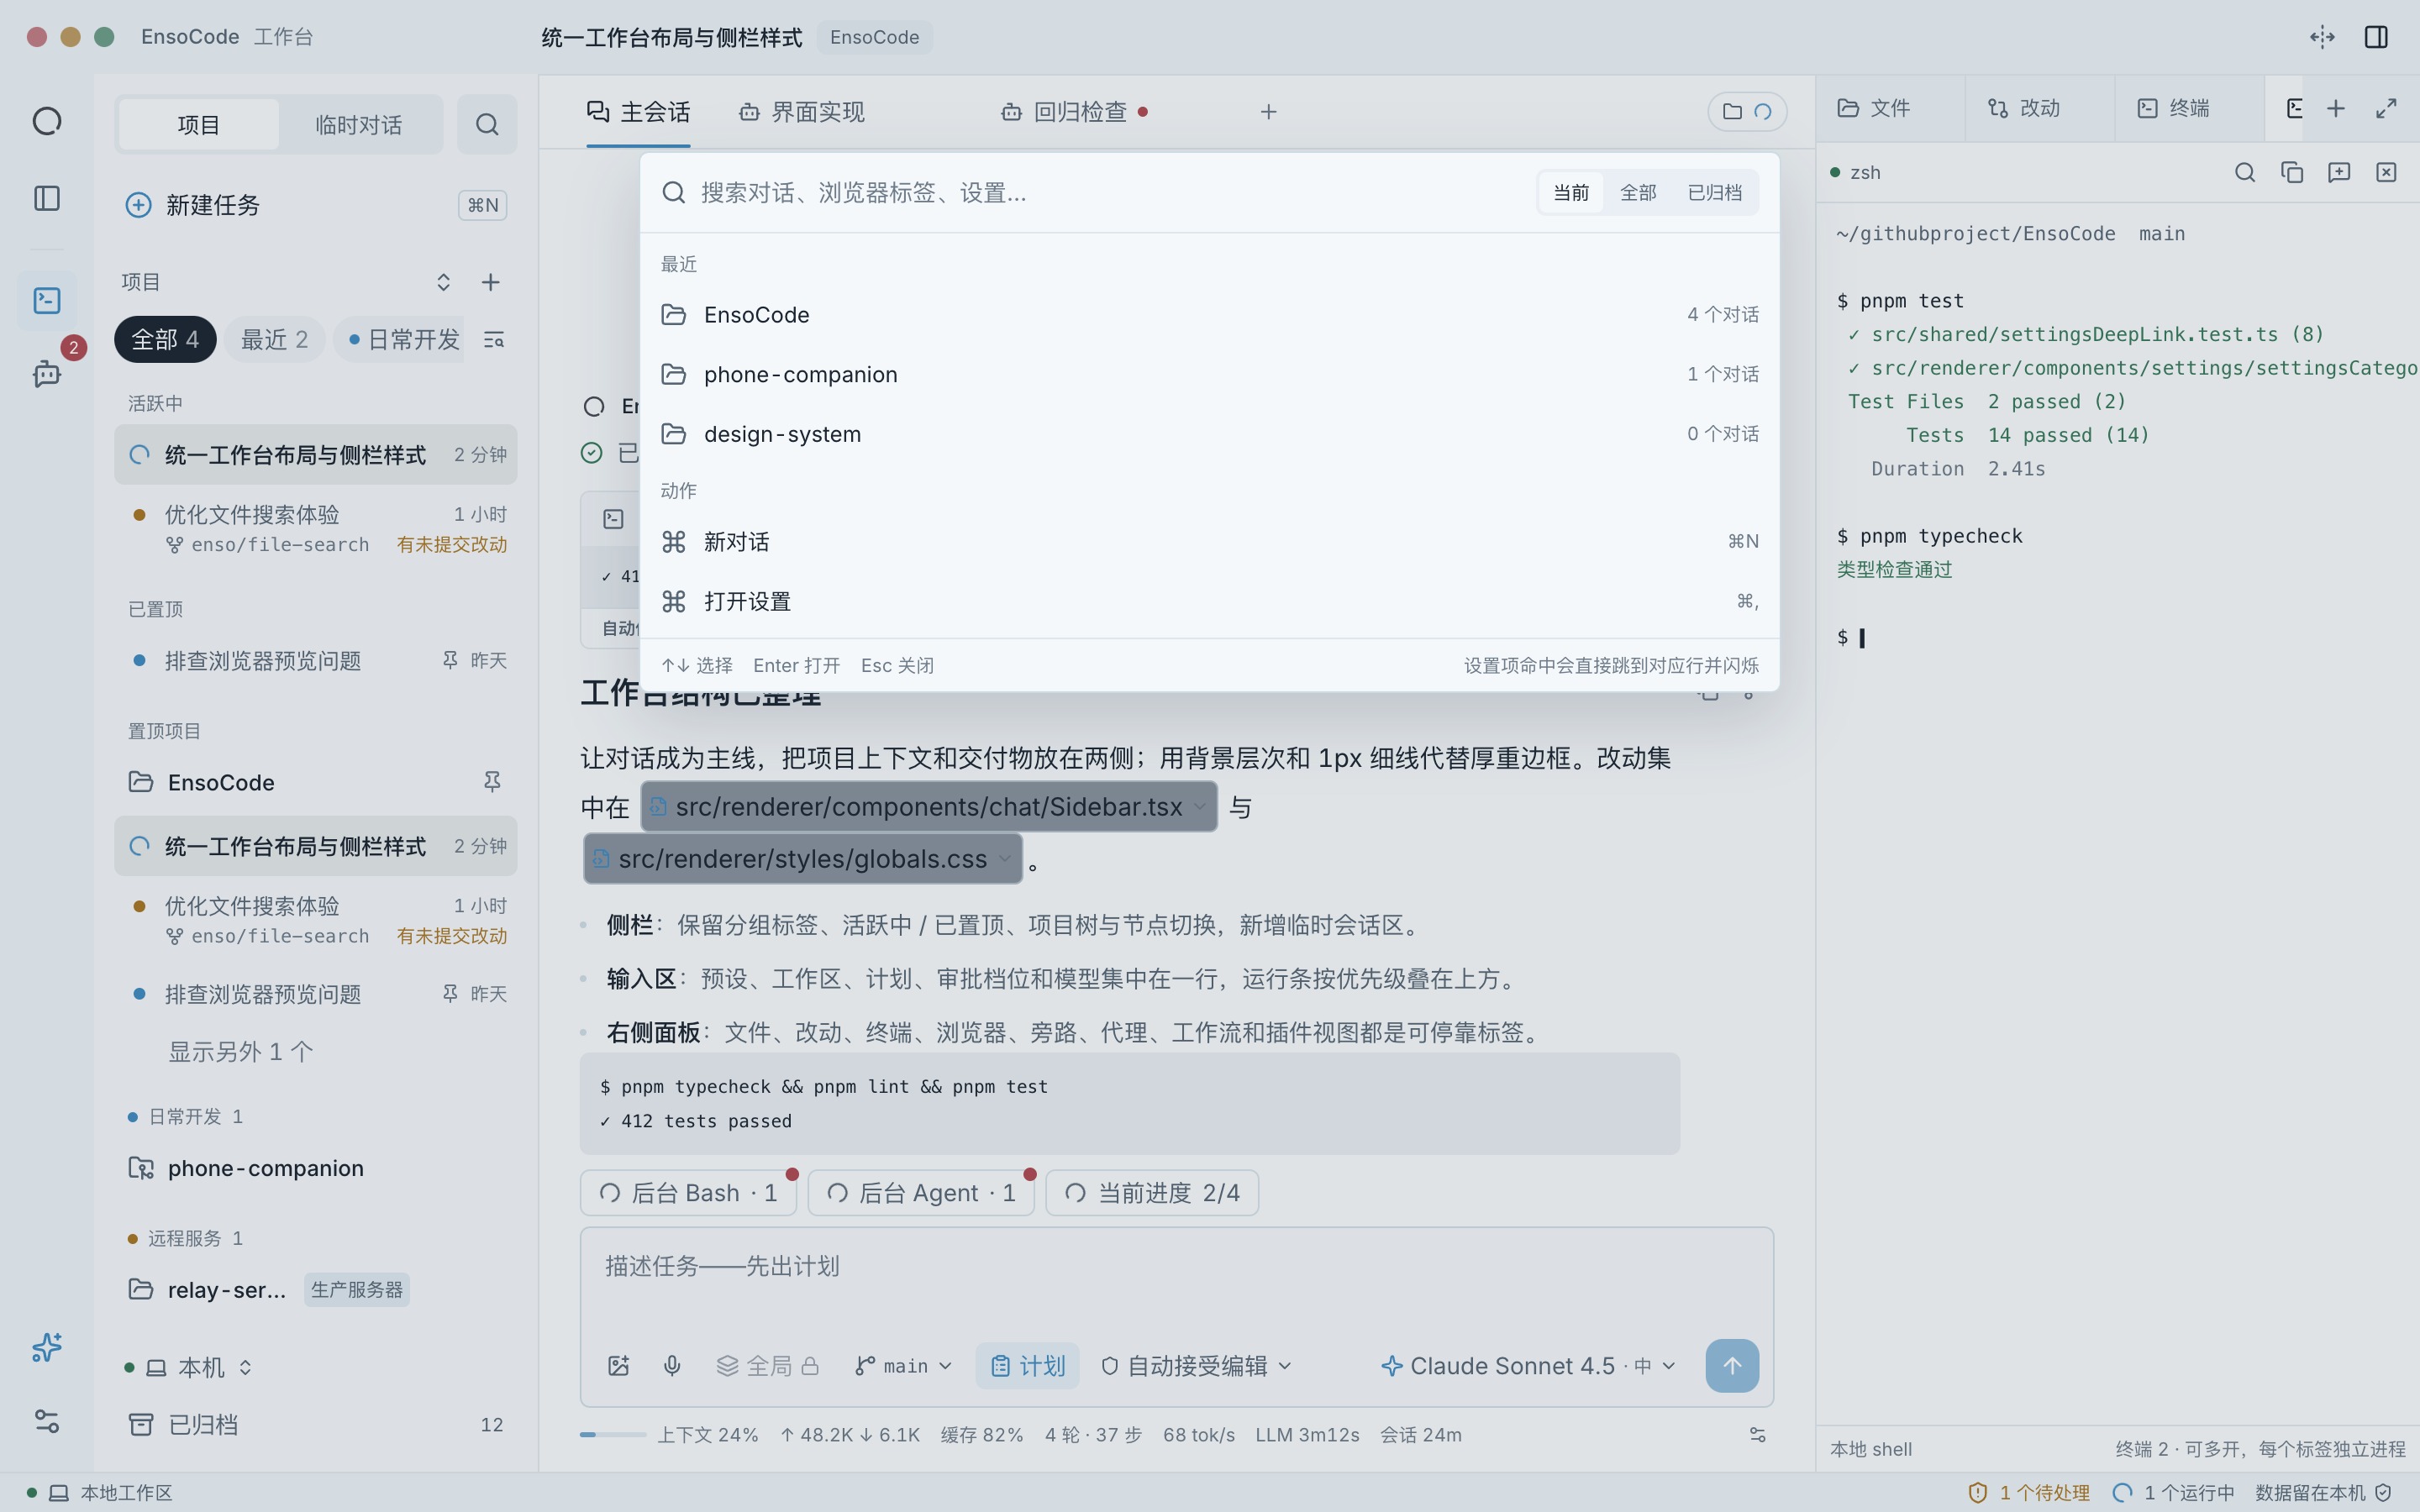 EnsoCode 工作台
统一工作台布局与侧栏样式 EnsoCode
项目 临时对话
新建任务 ⌘N
项目
全部 4 最近 2 日常开发
2
活跃中
统一工作台布局与侧栏样式 2 分钟
优化文件搜索体验 1 小时
enso/file-search 有未提交改动
已置顶
排查浏览器预览问题 昨天
置顶项目
EnsoCode
统一工作台布局与侧栏样式 2 分钟
优化文件搜索体验 1 小时
enso/file-search 有未提交改动
排查浏览器预览问题 昨天
显示另外 1 个
日常开发 1
phone-companion
远程服务 1
relay-ser... 生产服务器
本机
已归档 12
主会话 界面实现 回归检查
搜索对话、浏览器标签、设置... 当前 全部 已归档
最近
EnsoCode 4 个对话
phone-companion 1 个对话
design-system 0 个对话
动作
新对话 ⌘N
打开设置 ⌘,
↑↓ 选择 Enter 打开 Esc 关闭 设置项命中会直接跳到对应行并闪烁
已
✓ 41
工作台结构已整理
让对话成为主线，把项目上下文和交付物放在两侧；用背景层次和 1px 细线代替厚重边框。改动集
中在 src/renderer/components/chat/Sidebar.tsx 与
src/renderer/styles/globals.css 。
侧栏：保留分组标签、活跃中 / 已置顶、项目树与节点切换，新增临时会话区。
输入区：预设、工作区、计划、审批档位和模型集中在一行，运行条按优先级叠在上方。
右侧面板：文件、改动、终端、浏览器、旁路、代理、工作流和插件视图都是可停靠标签。
$ pnpm typecheck && pnpm lint && pnpm test
✓ 412 tests passed
后台 Bash · 1 后台 Agent · 1 当前进度 2/4
描述任务——先出计划
全局 main 计划 自动接受编辑 Claude Sonnet 4.5 · 中
上下文 24% ↑ 48.2K ↓ 6.1K 缓存 82% 4 轮 · 37 步 68 tok/s LLM 3m12s 会话 24m
文件 改动 终端
zsh
~/githubproject/EnsoCode main
$ pnpm test
✓ src/shared/settingsDeepLink.test.ts (8)
✓ src/renderer/components/settings/settingsCatego
Test Files 2 passed (2)
Tests 14 passed (14)
Duration 2.41s
$ pnpm typecheck
类型检查通过
$
本地 shell 终端 2 · 可多开，每个标签独立进程
本地工作区 1 个待处理 1 个运行中 数据留在本机